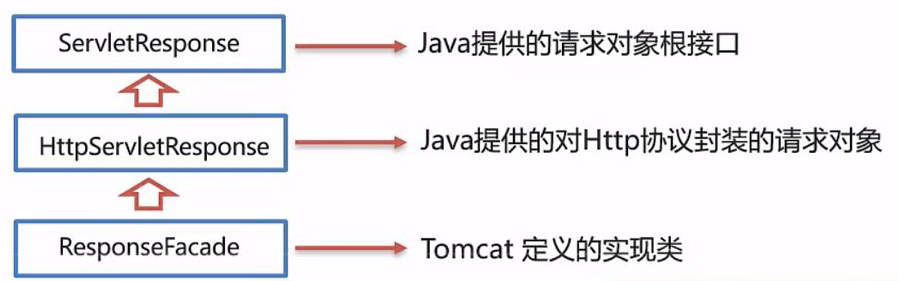 ServletResponse Java提供的请求对象根接口
HttpServletResponse Java提供的对Http协议封装的请求对象
ResponseFacade Tomcat 定义的实现类